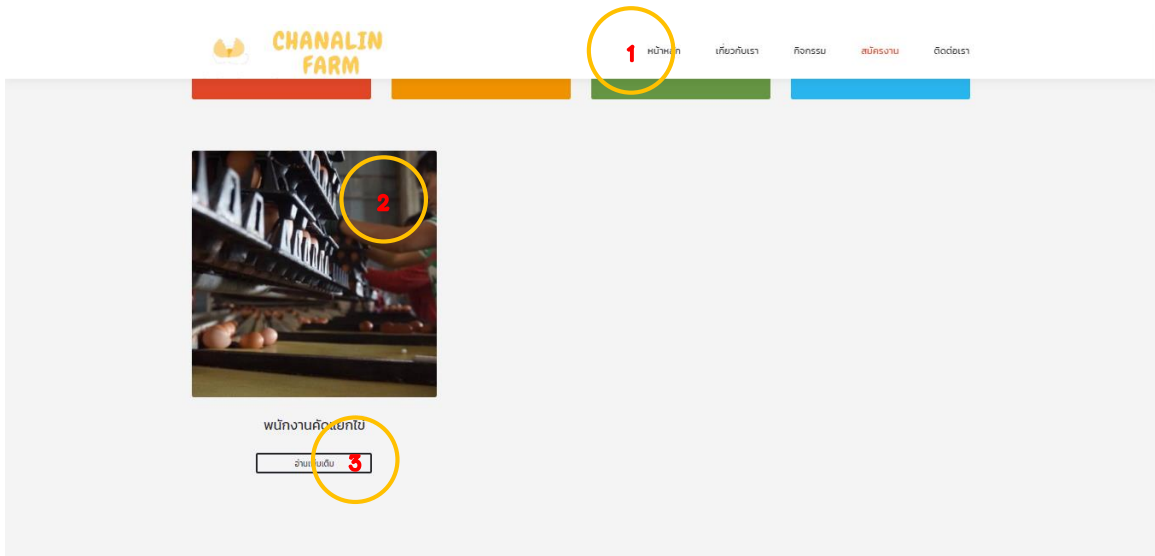 CHANALIN
FARM
1
หน้าหลัก เกี่ยวกับเรา กิจกรรม สมัครงาน ติดต่อเรา
2
พนักงานคัดแยกไข่
อ่านเพิ่มเติม
3